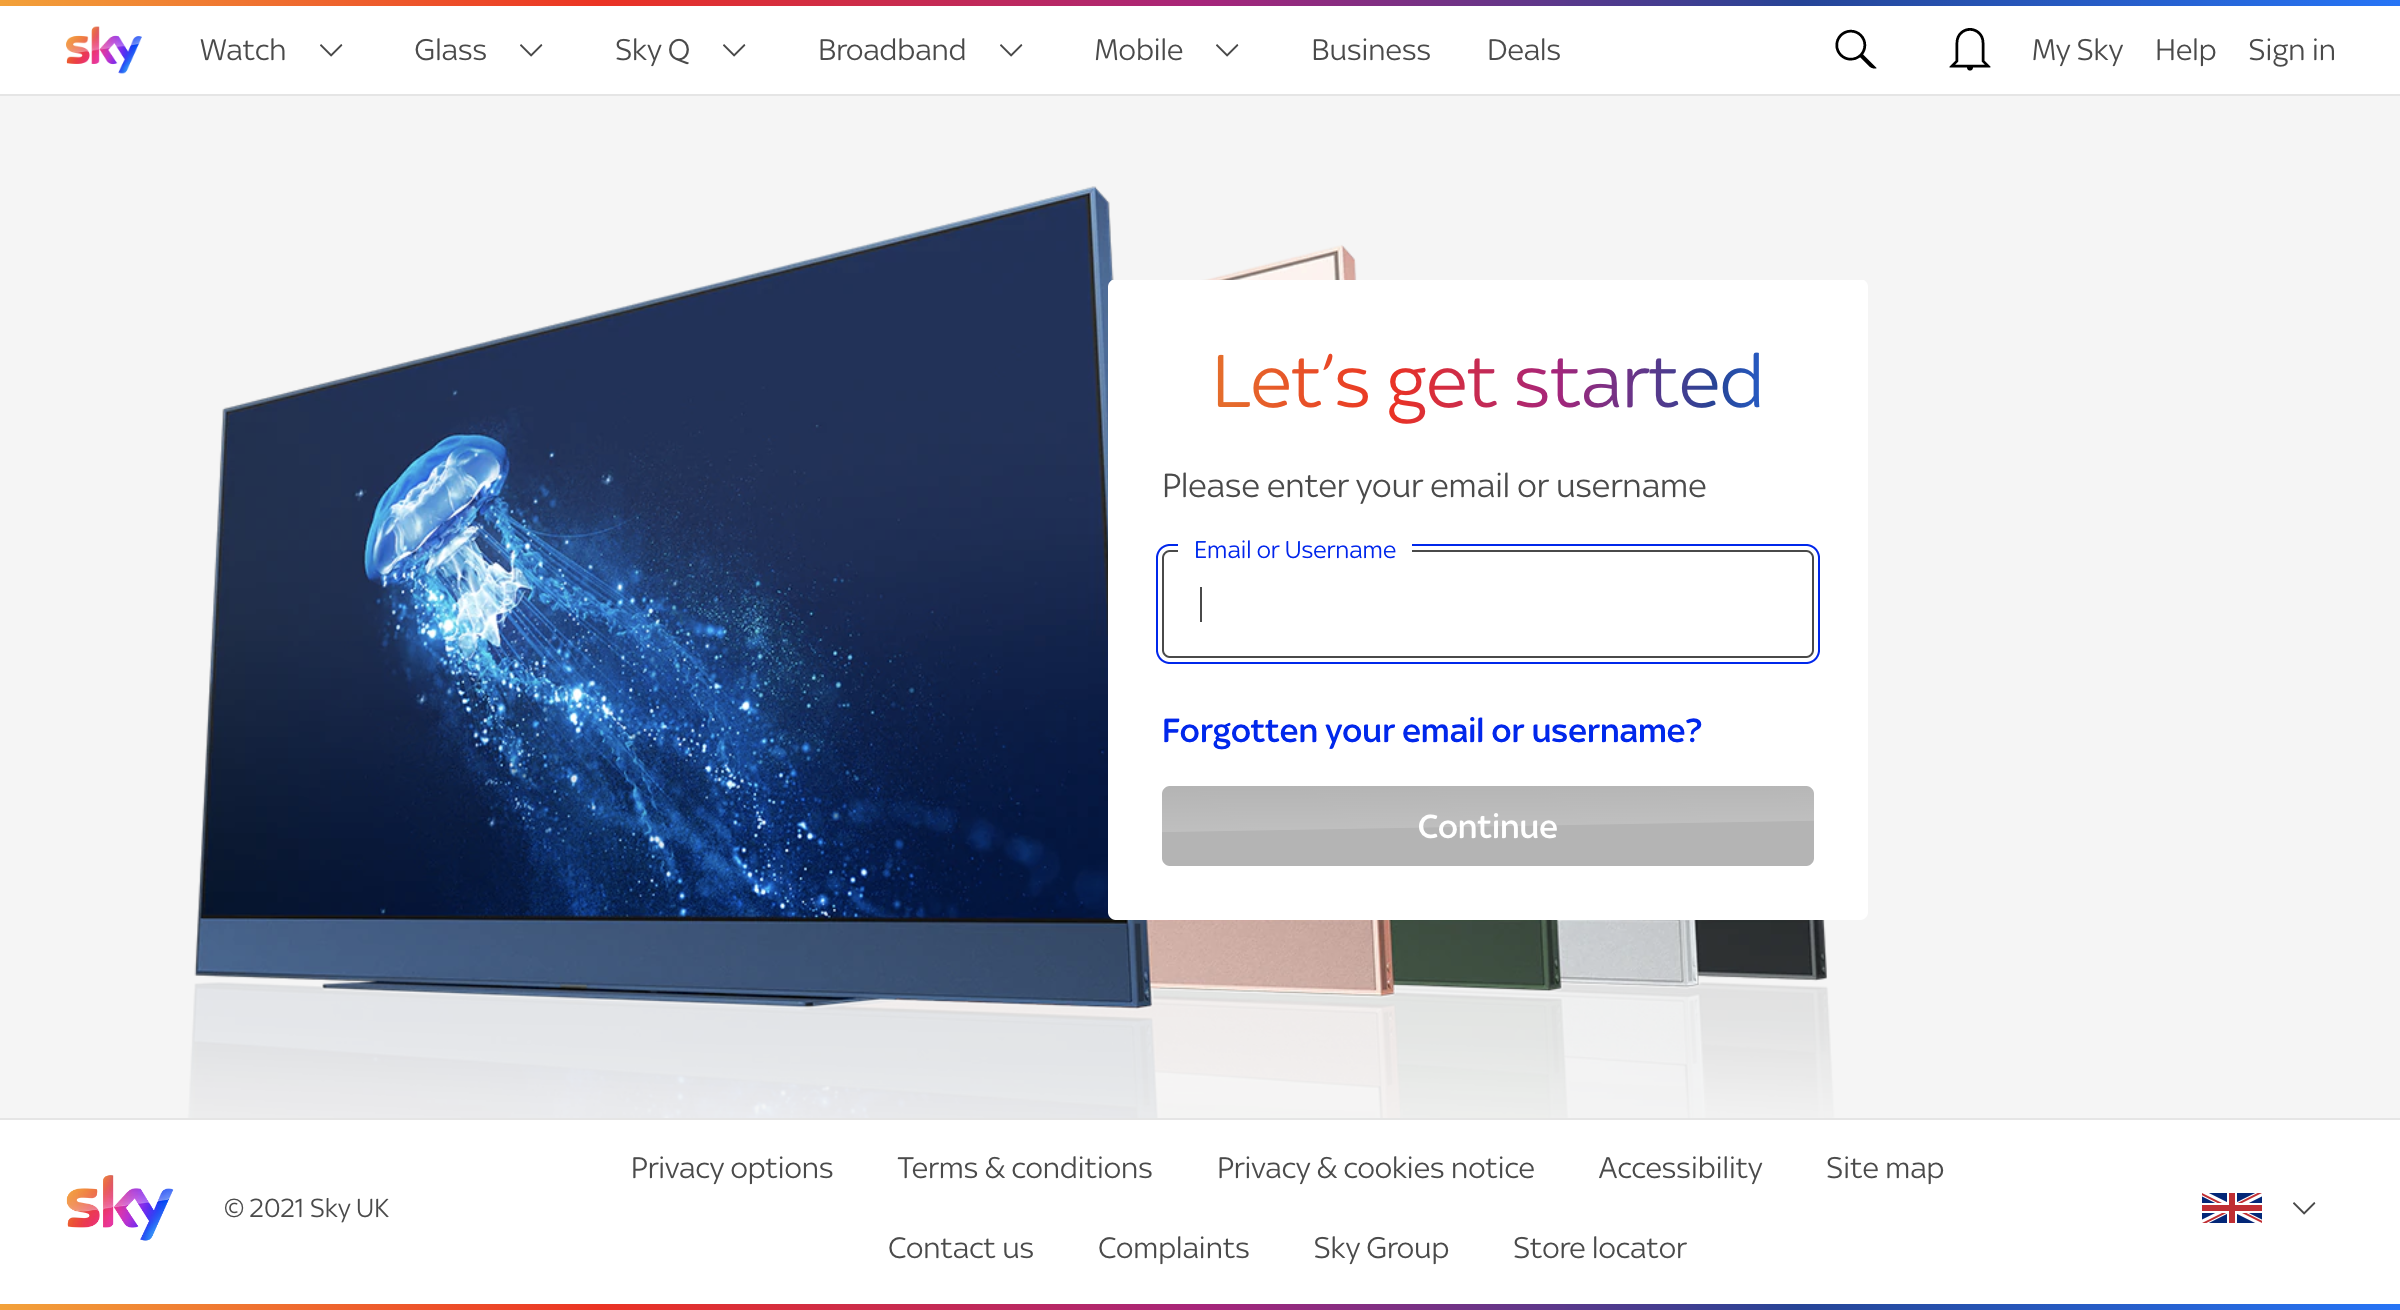 sky Watch Glass Sky Q Broadband Mobile Business Deals My Sky Help Sign in
Let's get started
Please enter your email or username
Email or Username
Forgotten your email or username?
Continue
sky © 2021 Sky UK
Privacy options Terms & conditions Privacy & cookies notice Accessibility Site map
Contact us Complaints Sky Group Store locator